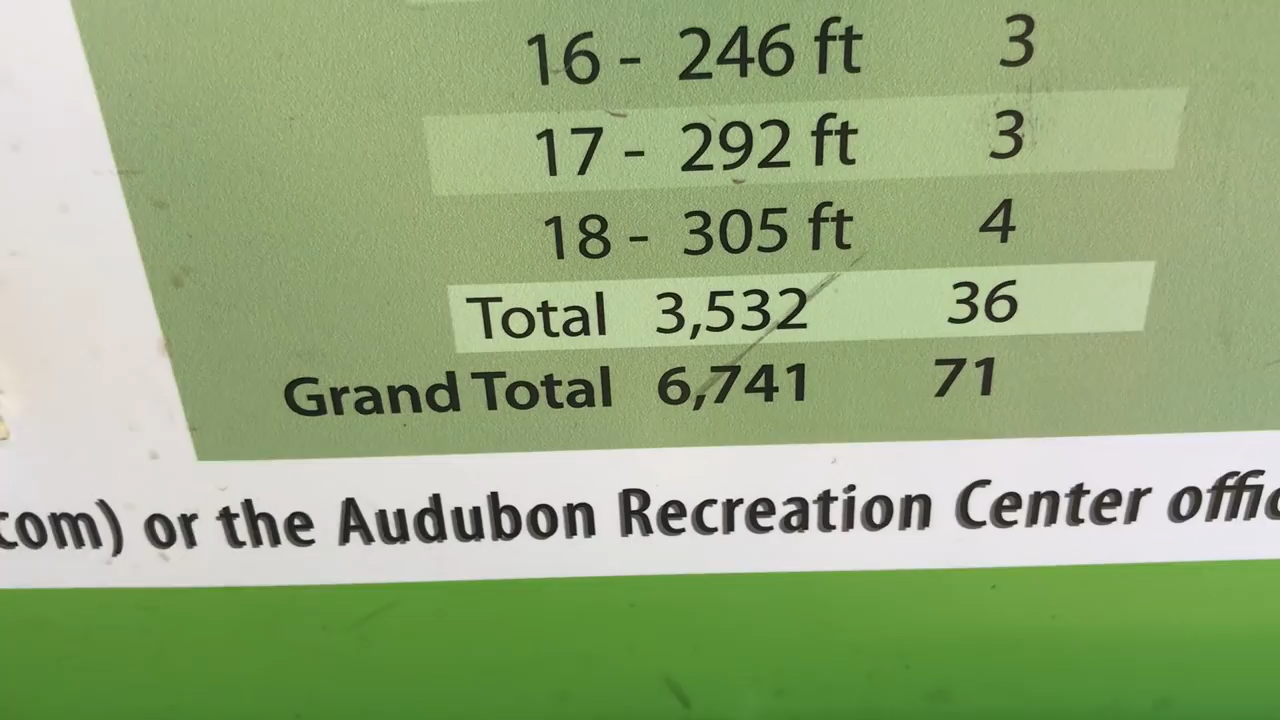 16 - 246 ft 3
17 - 292 ft 3
18 - 305 ft 4
Total 3,532 36
Grand Total 6,741 71
com) or the Audubon Recreation Center